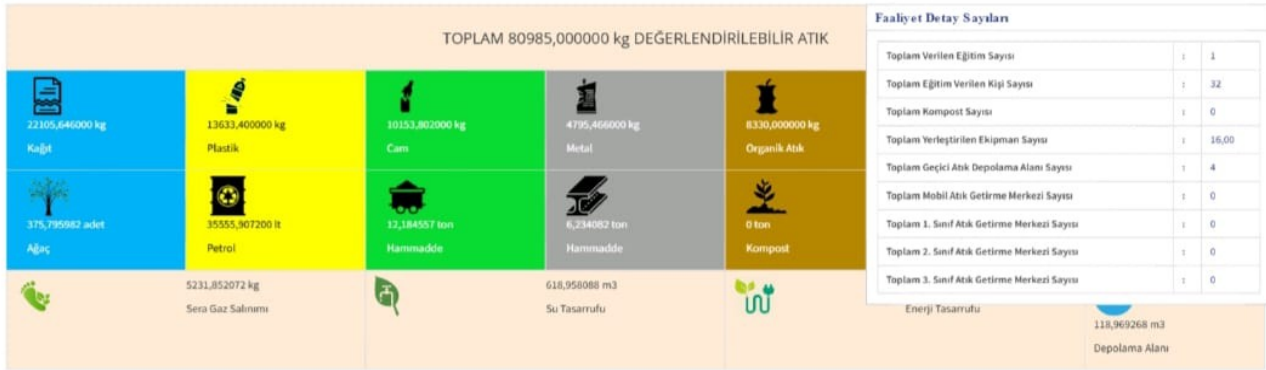 TOPLAM 80985,000000 kg DEĞERLENDİRİLEBİLİR ATIK
22105,646000 kg
Kağıt
13633,400000 kg
Plastik
10153,802000 kg
Cam
4795,466000 kg
Metal
8330,000000 kg
Organik Atık
375,795982 adet
Ağaç
35555,907200 lt
Petrol
12,184557 ton
Hammadde
6,234082 ton
Hammadde
0 ton
Kompost
5231,852072 kg
Sera Gaz Salınımı
618,958088 m3
Su Tasarrufu
Enerji Tasarrufu
118,969268 m3
Depolama Alanı
Faaliyet Detay Sayıları
Toplam Verilen Eğitim Sayısı : 1
Toplam Eğitim Verilen Kişi Sayısı : 32
Toplam Kompost Sayısı : 0
Toplam Yerleştirilen Ekipman Sayısı : 16,00
Toplam Geçici Atık Depolama Alanı Sayısı : 4
Toplam Mobil Atık Getirme Merkezi Sayısı : 0
Toplam 1. Sınıf Atık Getirme Merkezi Sayısı : 0
Toplam 2. Sınıf Atık Getirme Merkezi Sayısı : 0
Toplam 3. Sınıf Atık Getirme Merkezi Sayısı : 0